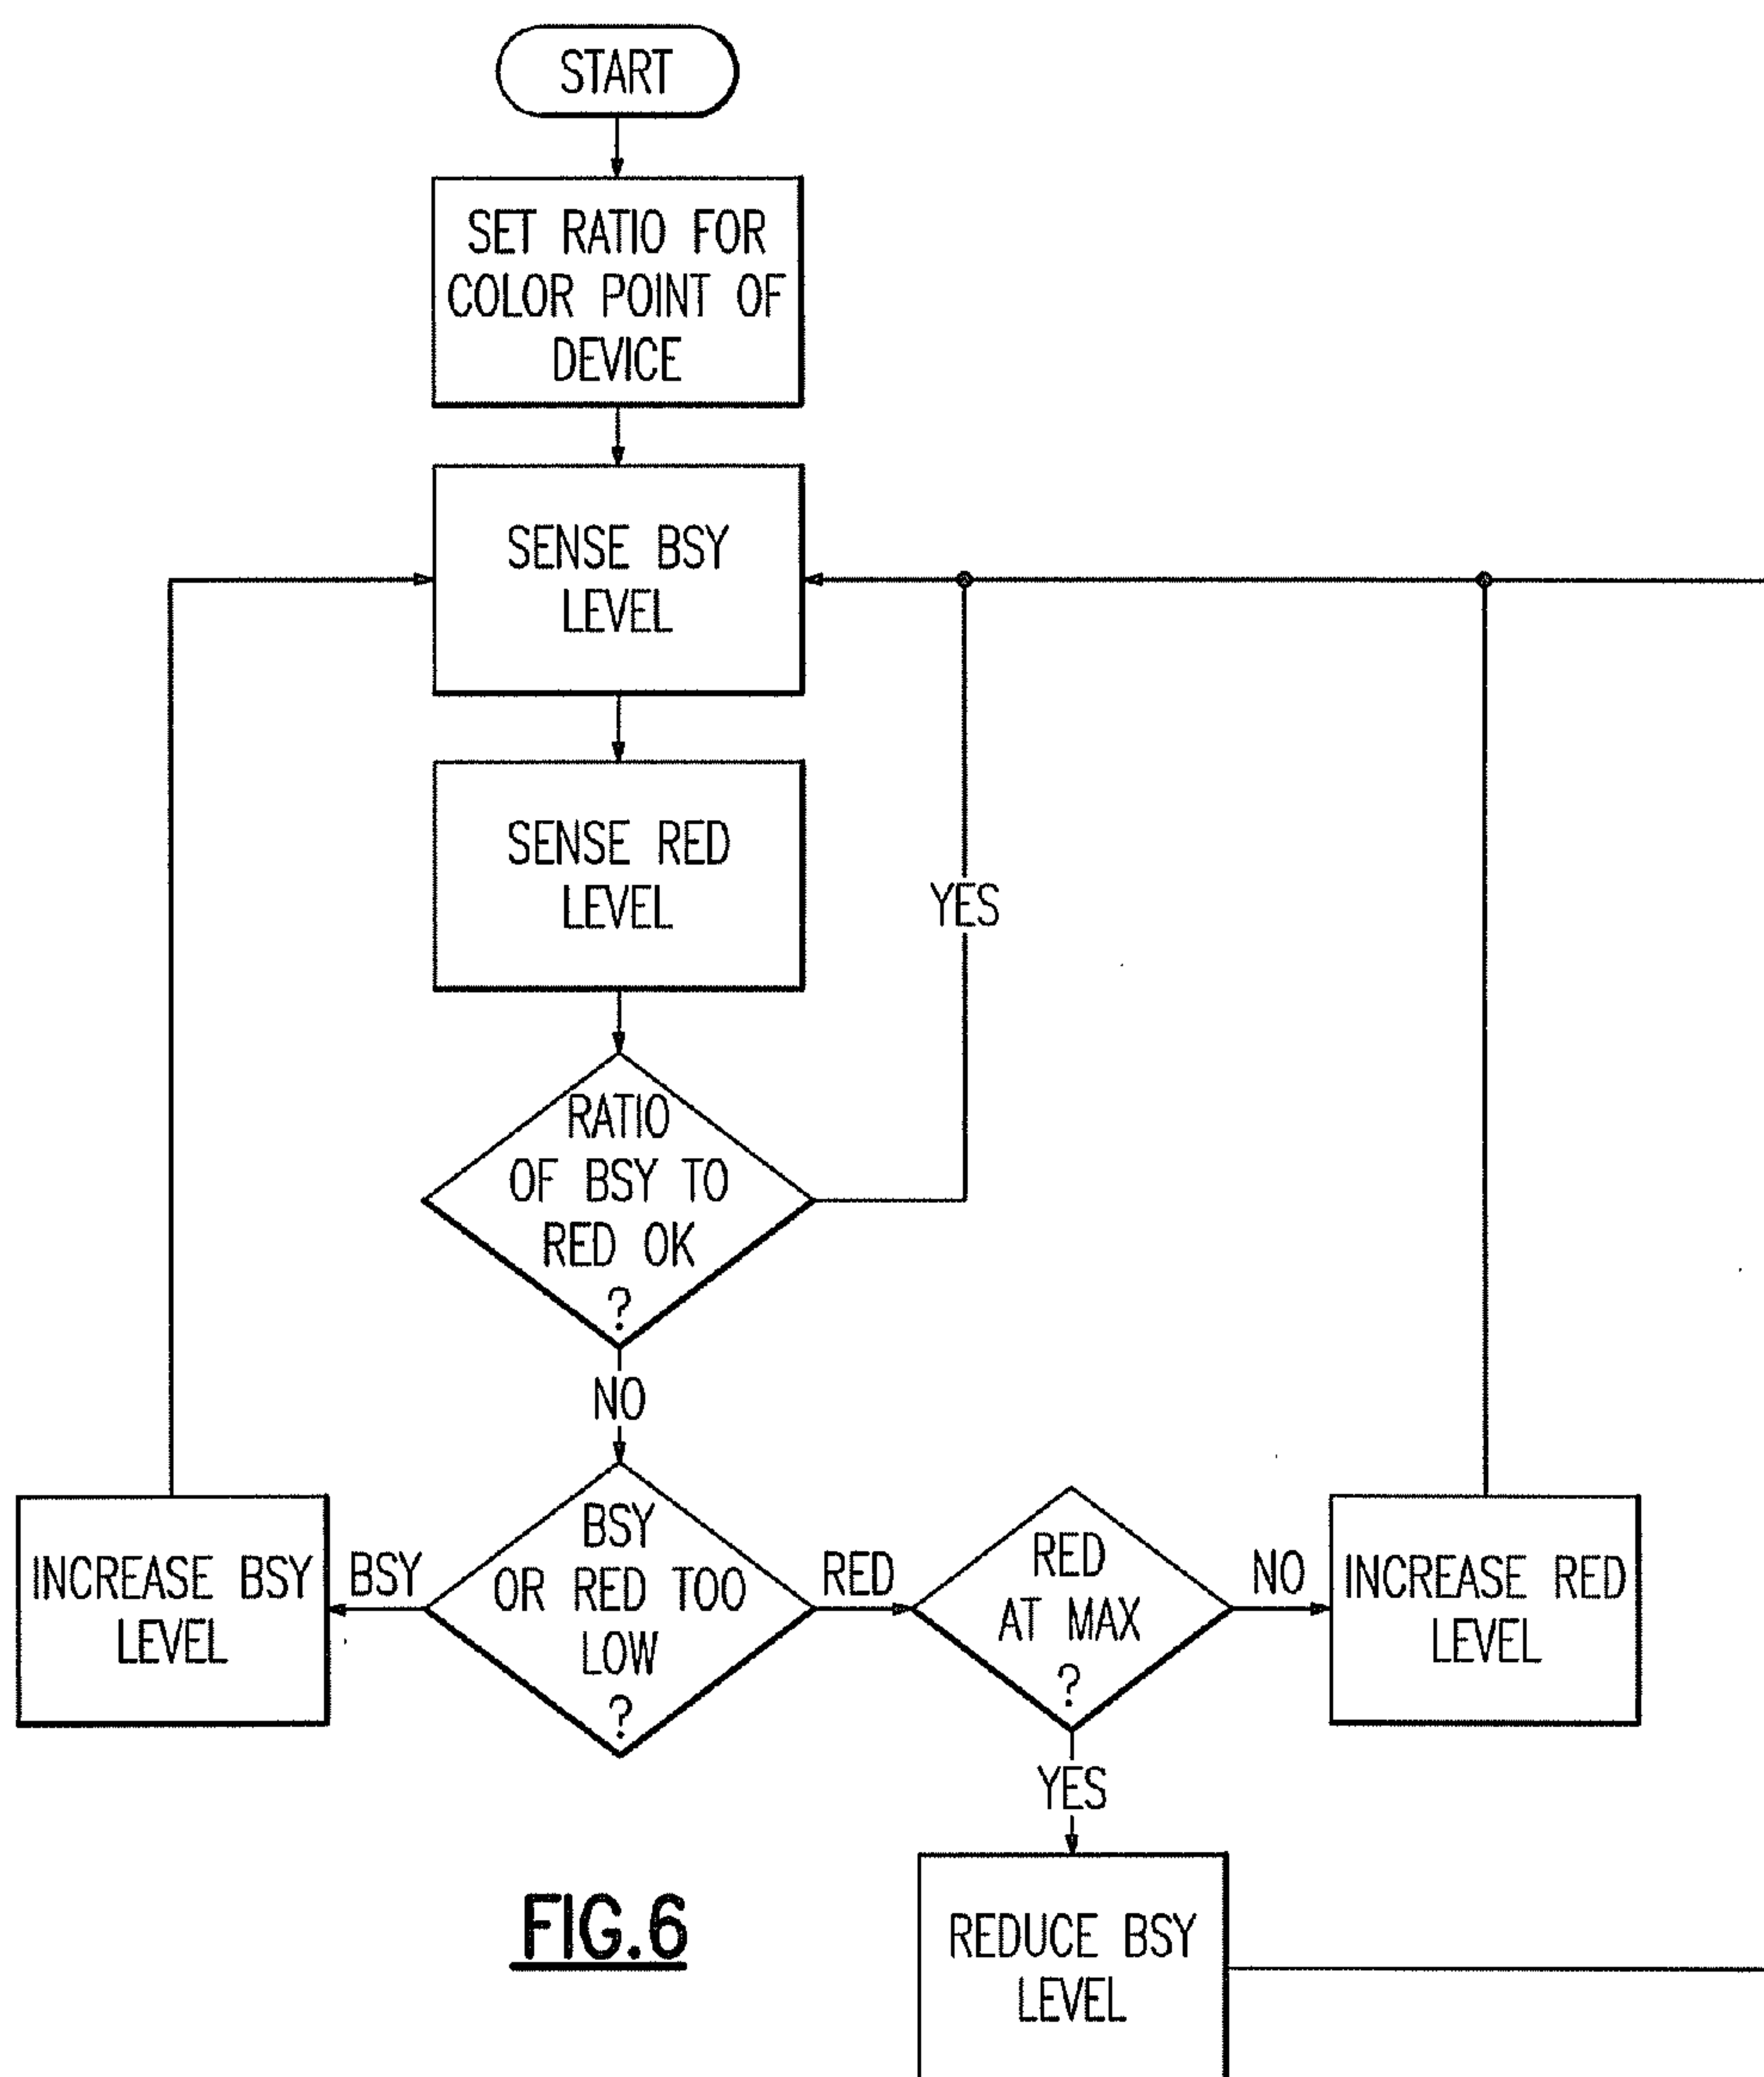 START
SET RATIO FOR
COLOR POINT OF
DEVICE
SENSE BSY
LEVEL
SENSE RED
LEVEL
YES
RATIO
OF BSY TO
RED OK
?
NO
INCREASE BSY
LEVEL
BSY
BSY
OR RED TOO
LOW
?
RED
RED
AT MAX
?
NO
INCREASE RED
LEVEL
YES
REDUCE BSY
LEVEL
FIG.6